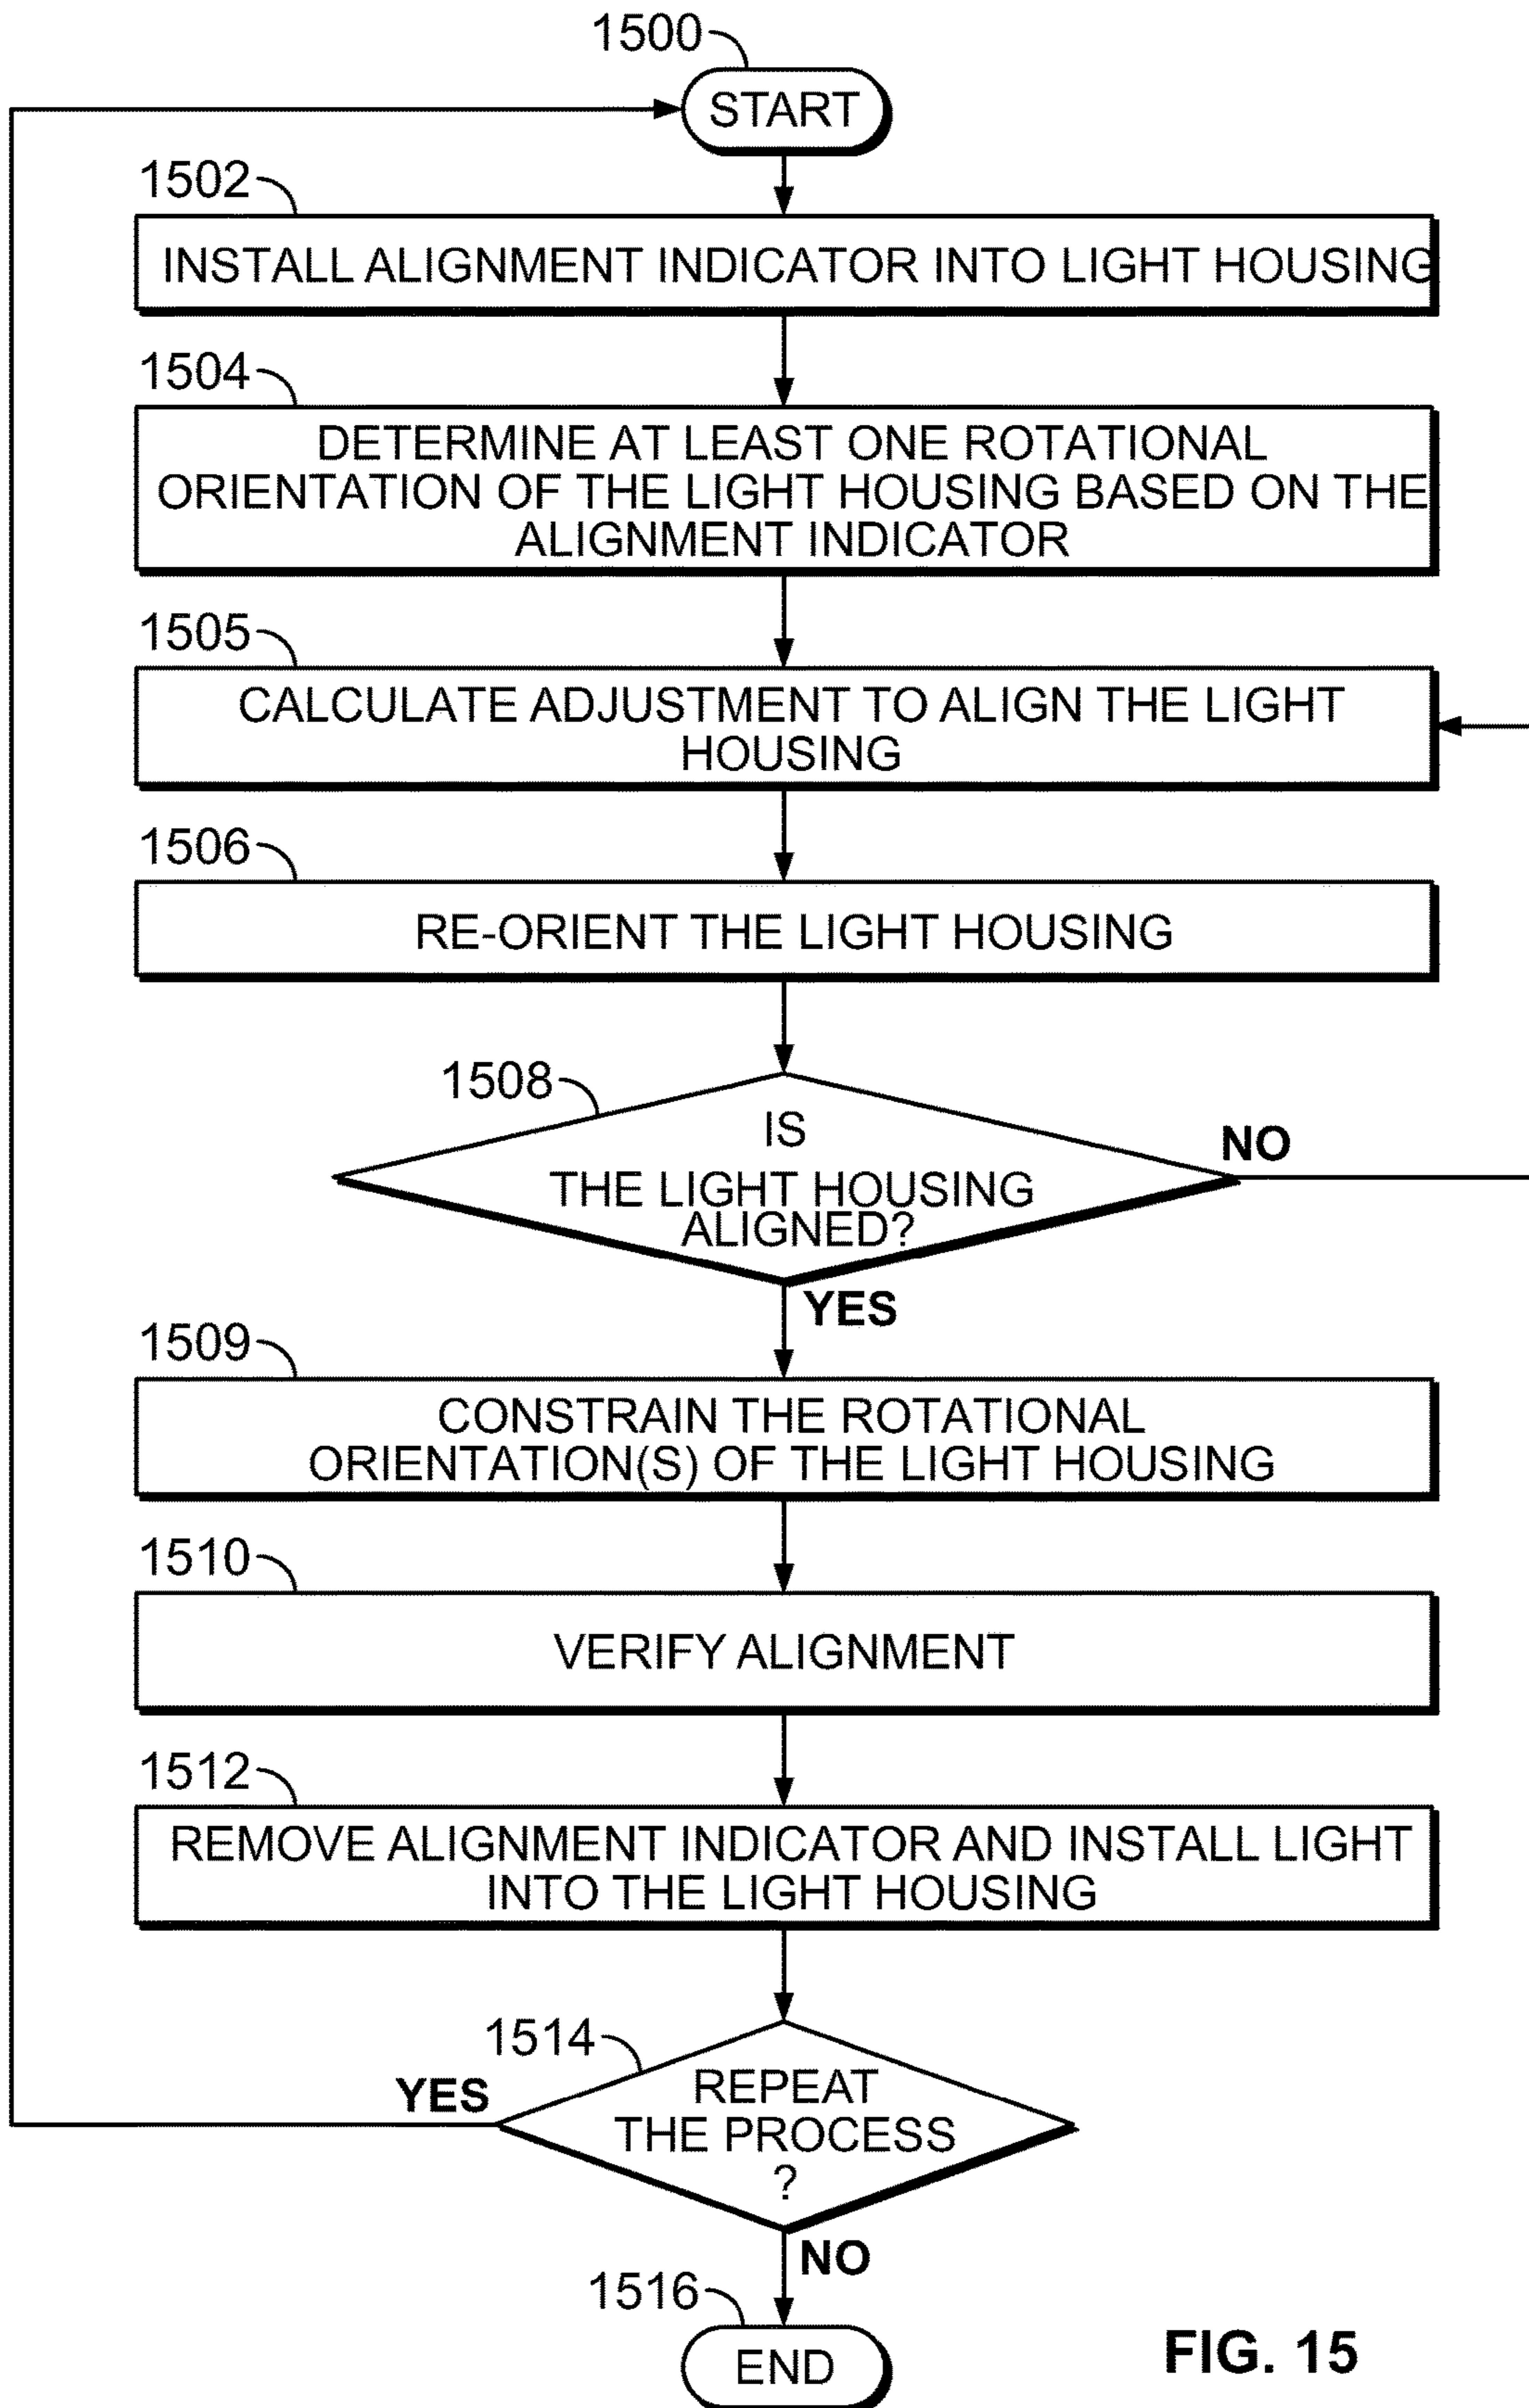 1500
START
1502
INSTALL ALIGNMENT INDICATOR INTO LIGHT HOUSING
1504
DETERMINE AT LEAST ONE ROTATIONAL
ORIENTATION OF THE LIGHT HOUSING BASED ON THE
ALIGNMENT INDICATOR
1505
CALCULATE ADJUSTMENT TO ALIGN THE LIGHT
HOUSING
1506
RE-ORIENT THE LIGHT HOUSING
1508
IS
THE LIGHT HOUSING
ALIGNED?
NO
YES
1509
CONSTRAIN THE ROTATIONAL
ORIENTATION(S) OF THE LIGHT HOUSING
1510
VERIFY ALIGNMENT
1512
REMOVE ALIGNMENT INDICATOR AND INSTALL LIGHT
INTO THE LIGHT HOUSING
1514
REPEAT
THE PROCESS
?
YES
NO
1516
END
FIG. 15